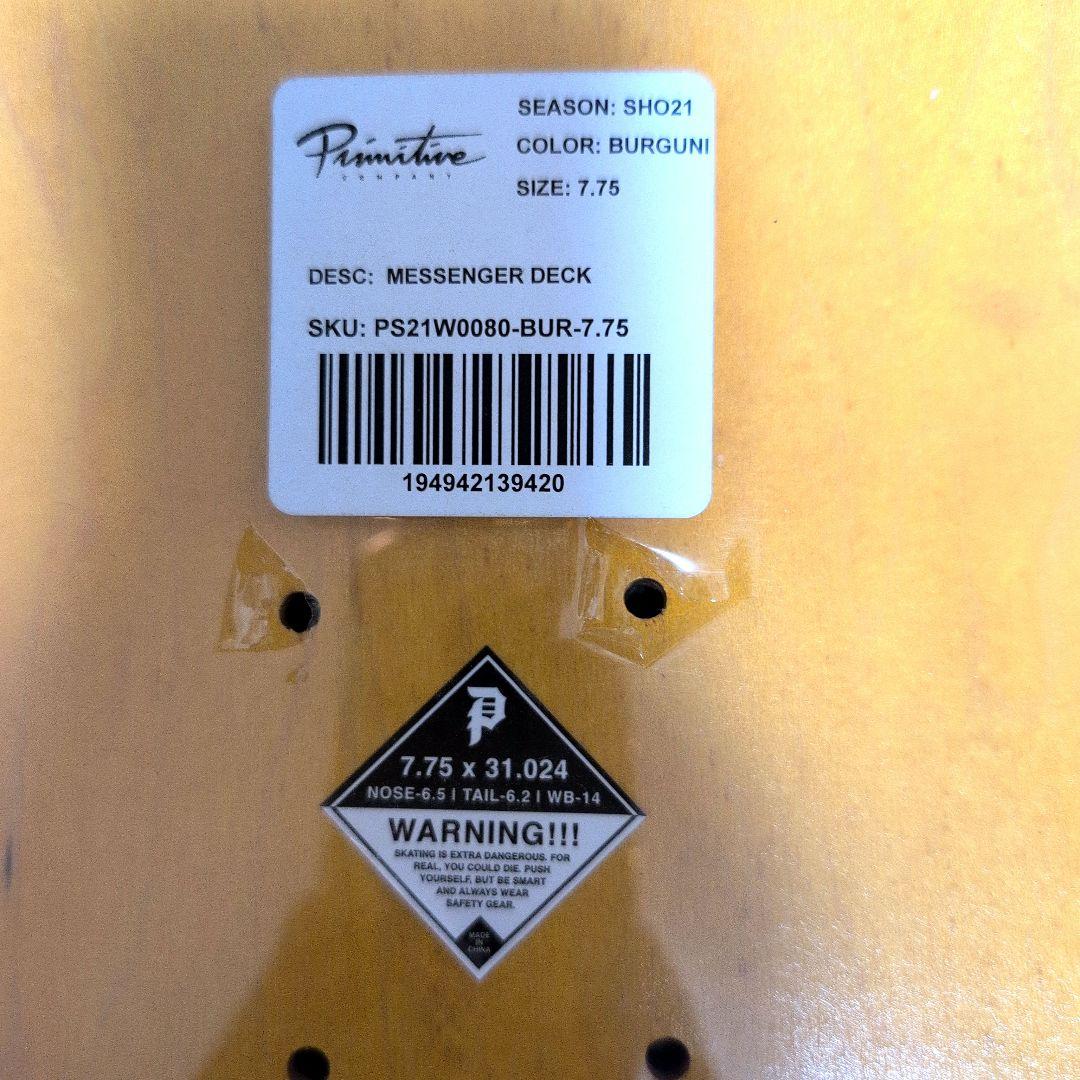 Primitive
COMPANY
SEASON: SHO21
COLOR: BURGUNI
SIZE: 7.75
DESC: MESSENGER DECK
SKU: PS21W0080-BUR-7.75
194942139420
P
7.75 x 31.024
NOSE-6.5 | TAIL-6.2 | WB-14
WARNING!!!
SKATING IS EXTRA DANGEROUS. FOR
REAL, YOU COULD DIE. PUSH
YOURSELF, BUT BE SMART
AND ALWAYS WEAR
SAFETY GEAR.
MADE
IN
CHINA